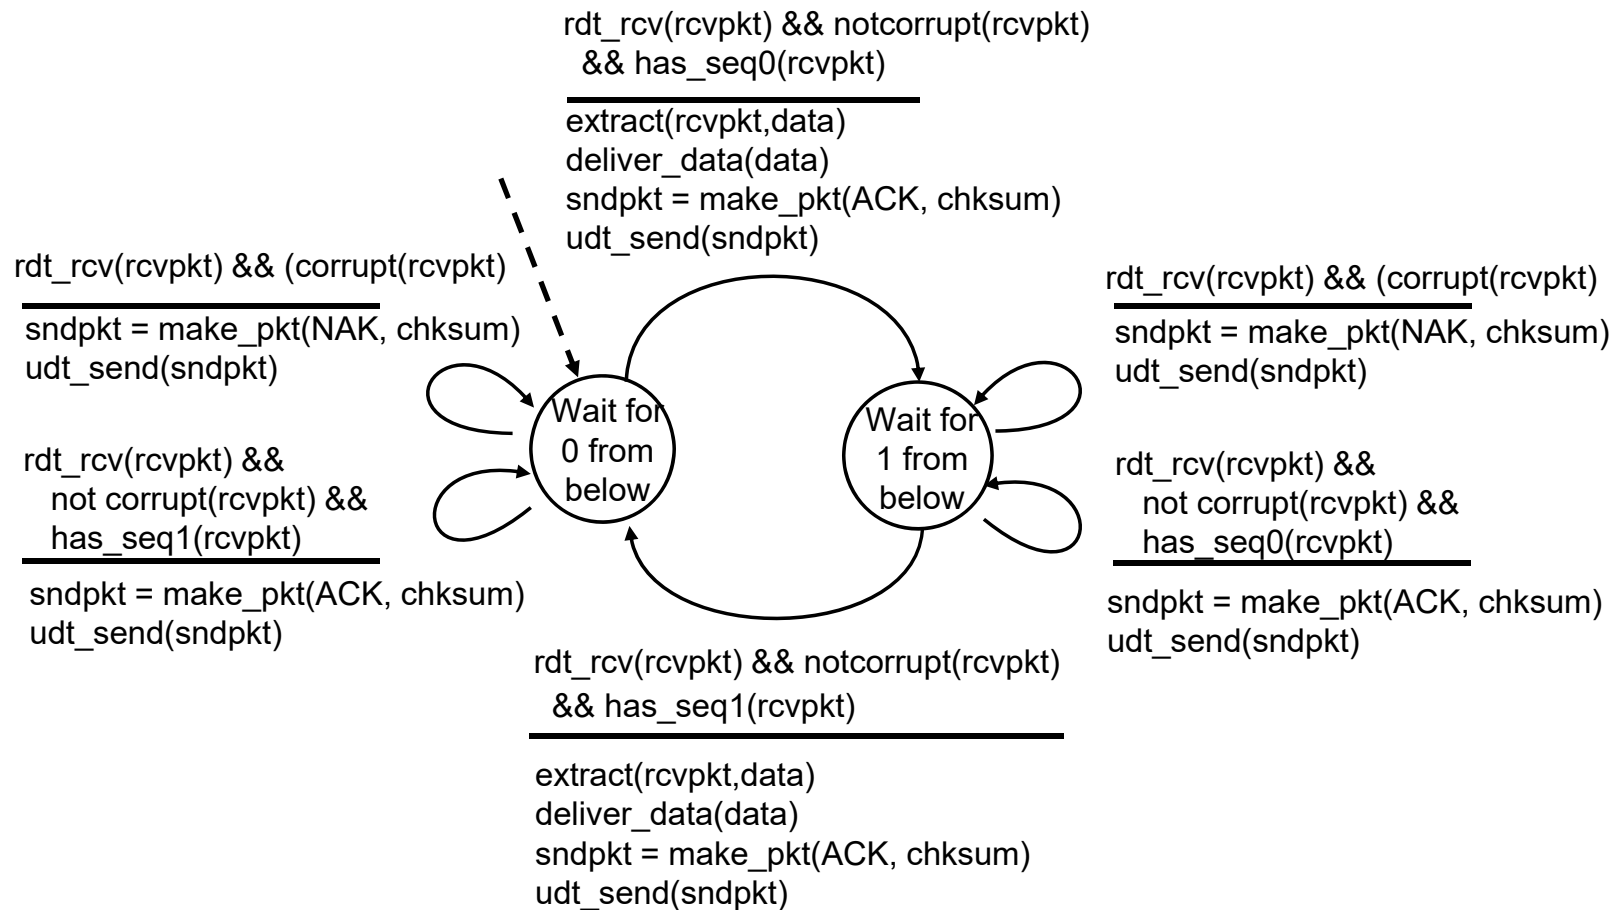 rdt_rcv(rcvpkt) && notcorrupt(rcvpkt)
&& has_seq0(rcvpkt)
extract(rcvpkt,data)
deliver_data(data)
sndpkt = make_pkt(ACK, chksum)
udt_send(sndpkt)
rdt_rcv(rcvpkt) && (corrupt(rcvpkt)
sndpkt = make_pkt(NAK, chksum)
udt_send(sndpkt)
rdt_rcv(rcvpkt) &&
not corrupt(rcvpkt) &&
has_seq1(rcvpkt)
sndpkt = make_pkt(ACK, chksum)
udt_send(sndpkt)
Wait for
0 from
below
Wait for
1 from
below
rdt_rcv(rcvpkt) && (corrupt(rcvpkt)
sndpkt = make_pkt(NAK, chksum)
udt_send(sndpkt)
rdt_rcv(rcvpkt) &&
not corrupt(rcvpkt) &&
has_seq0(rcvpkt)
sndpkt = make_pkt(ACK, chksum)
udt_send(sndpkt)
rdt_rcv(rcvpkt) && notcorrupt(rcvpkt)
&& has_seq1(rcvpkt)
extract(rcvpkt,data)
deliver_data(data)
sndpkt = make_pkt(ACK, chksum)
udt_send(sndpkt)